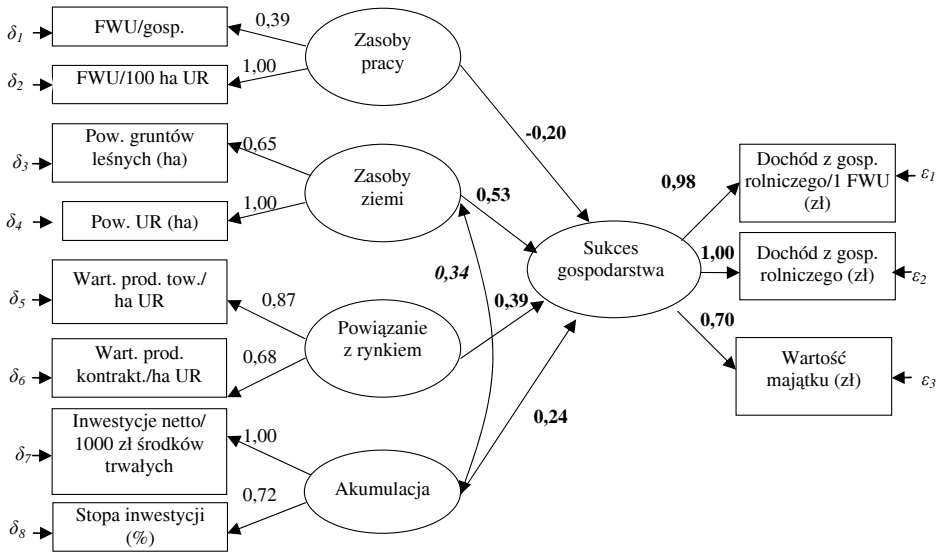 δ1
FWU/gosp.
0,39
Zasoby
pracy
δ2
FWU/100 ha UR
1,00
-0,20
δ3
Pow. gruntów
leśnych (ha)
0,65
Zasoby
ziemi
δ4
Pow. UR (ha)
1,00
0,53
0,34
δ5
Wart. prod. tow./
ha UR
0,87
Powiązanie
z rynkiem
0,39
δ6
Wart. prod.
kontrakt./ha UR
0,68
δ7
Inwestycje netto/
1000 zł środków
trwałych
1,00
Akumulacja
0,24
δ8
Stopa inwestycji
(%)
0,72
Sukces
gospodarstwa
0,98
Dochód z gosp.
rolniczego/1 FWU
(zł)
ε1
1,00
Dochód z gosp.
rolniczego (zł)
ε2
0,70
Wartość
majątku (zł)
ε3